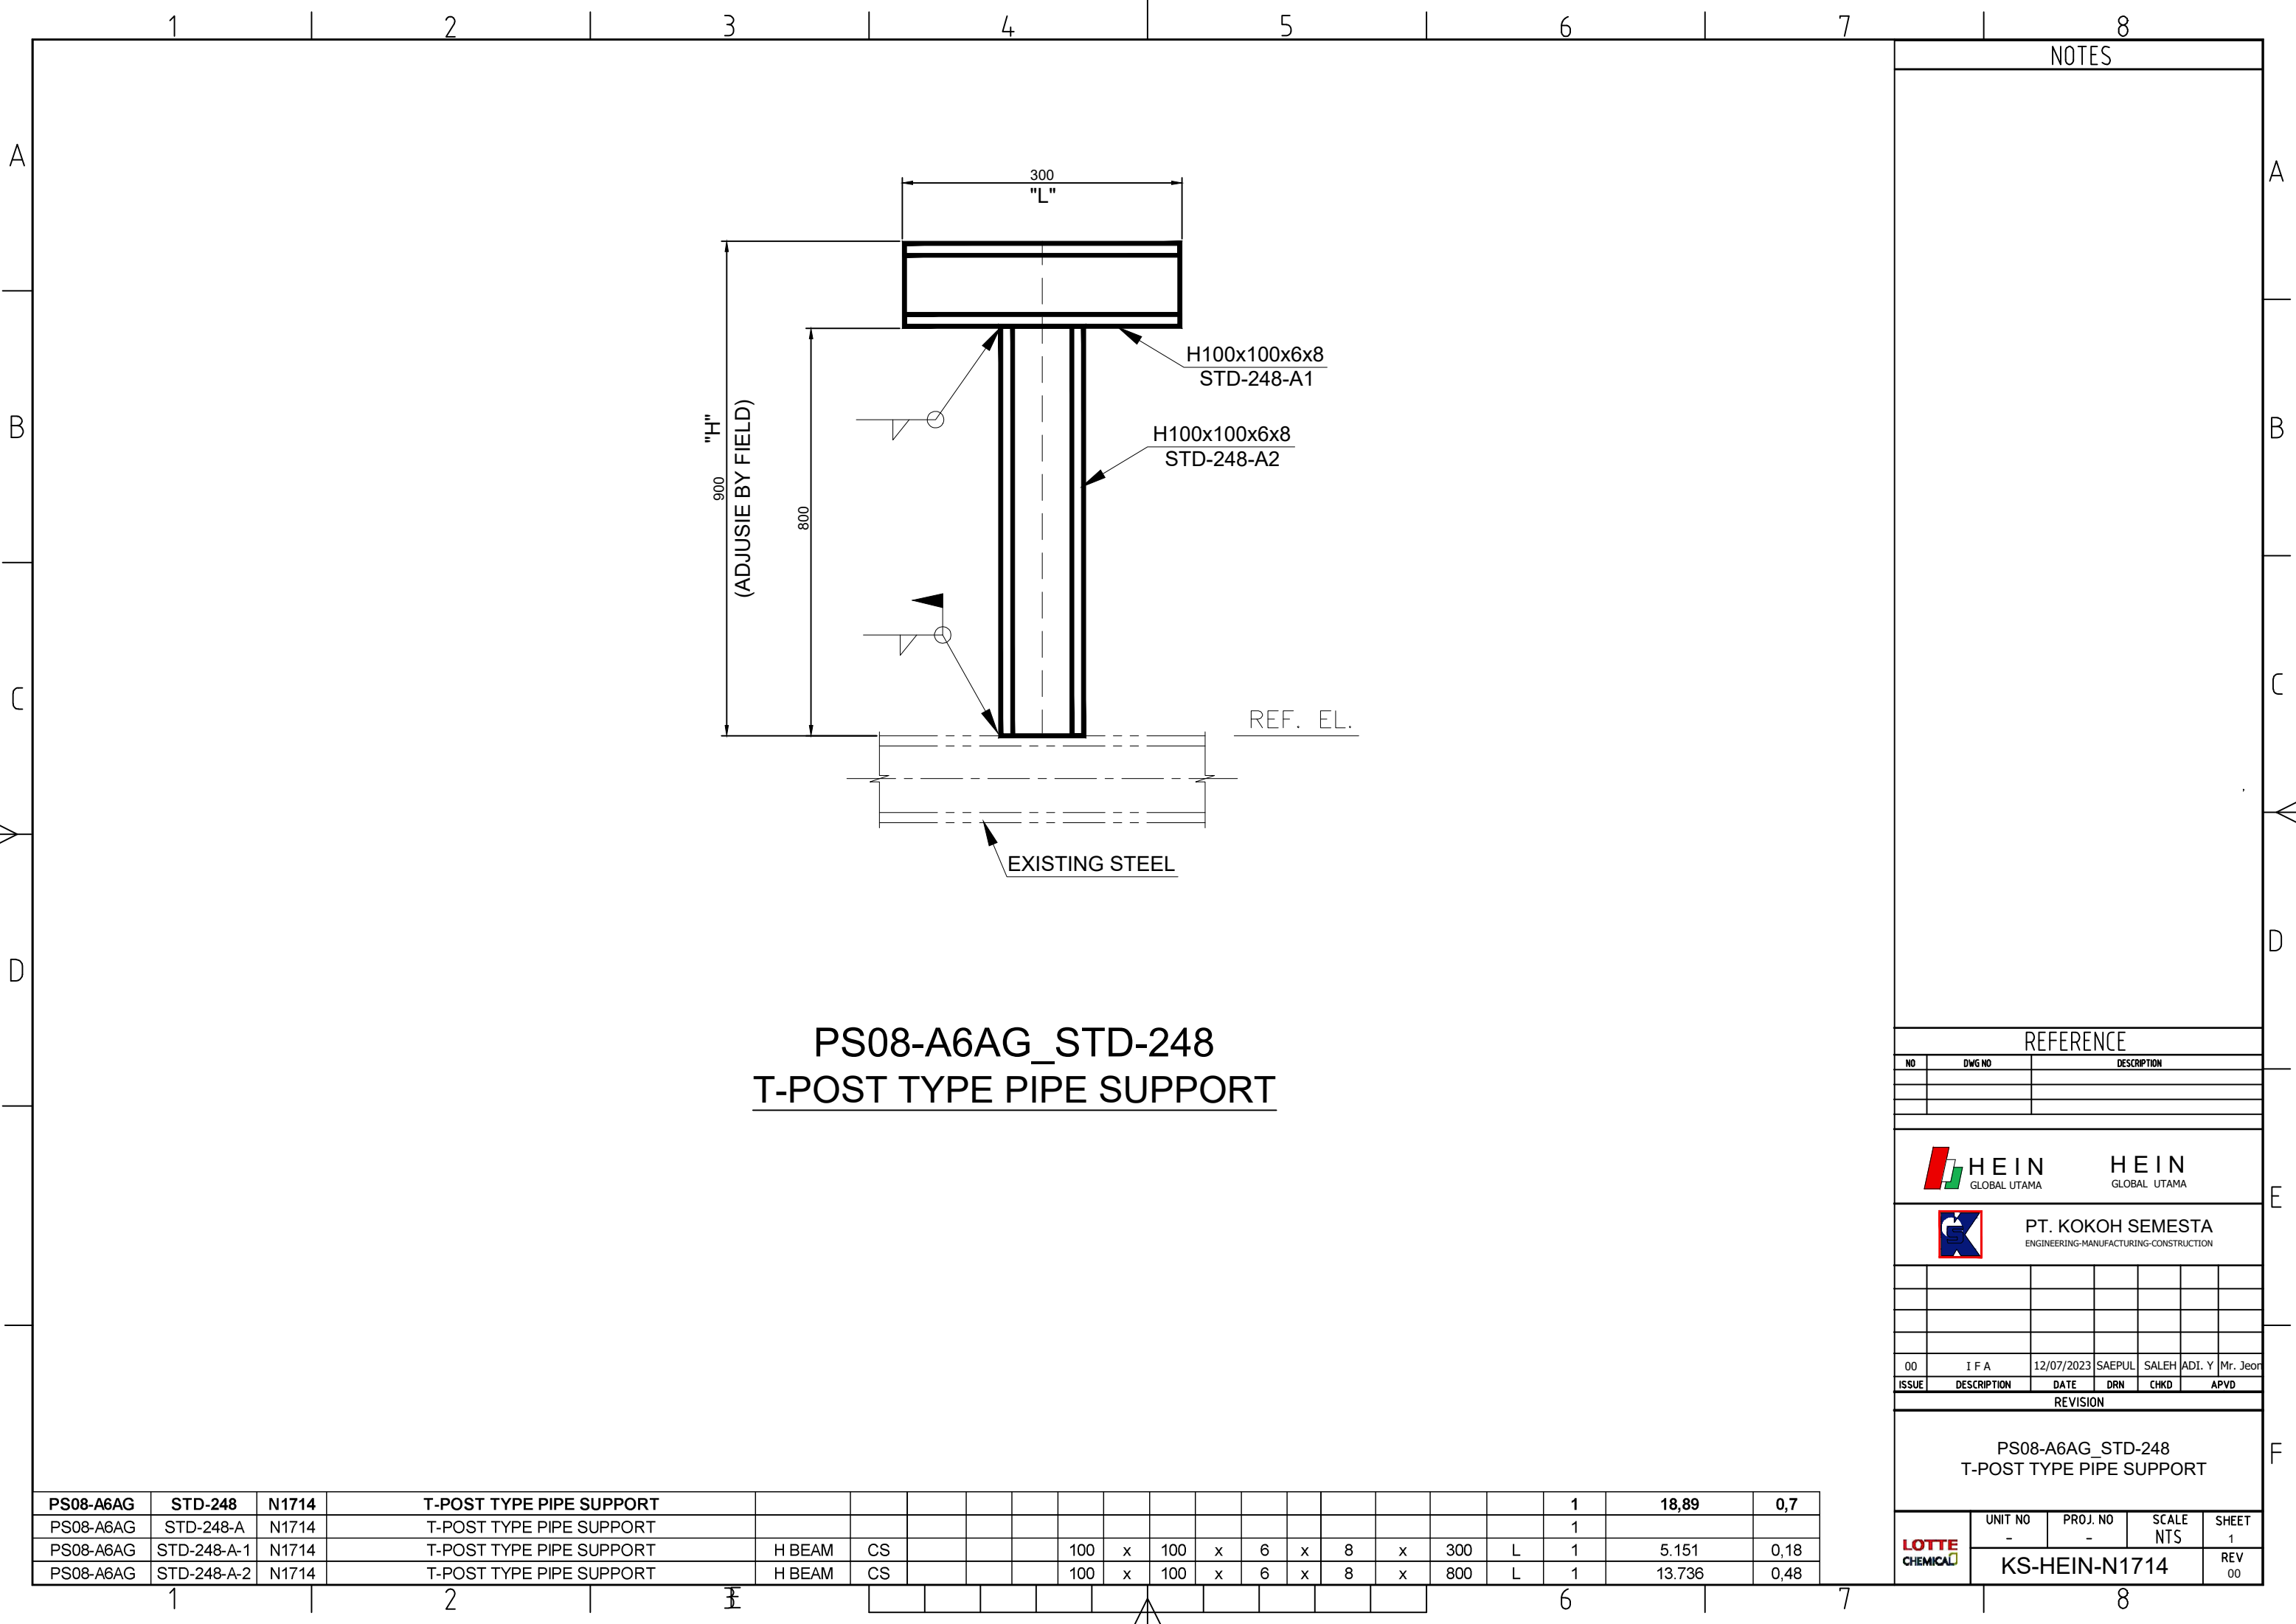 1 2 3 4 5 6 7 8
NOTES
A
A
300
"L"
H100x100x6x8
STD-248-A1
B
"H"
900
(ADJUSIE BY FIELD)
800
H100x100x6x8
STD-248-A2
B
C
C
REF. EL.
EXISTING STEEL
D
D
PS08-A6AG_STD-248
T-POST TYPE PIPE SUPPORT
REFERENCE
NO DWG NO DESCRIPTION
HEIN HEIN
GLOBAL UTAMA GLOBAL UTAMA
E
PT. KOKOH SEMESTA
ENGINEERING-MANUFACTURING-CONSTRUCTION
00 I F A 12/07/2023 SAEPUL SALEH ADI. Y Mr. Jeon
ISSUE DESCRIPTION DATE DRN CHKD APVD
REVISION
PS08-A6AG_STD-248
T-POST TYPE PIPE SUPPORT
F
PS08-A6AG STD-248 N1714 T-POST TYPE PIPE SUPPORT 1 18,89 0,7
PS08-A6AG STD-248-A N1714 T-POST TYPE PIPE SUPPORT 1
PS08-A6AG STD-248-A-1 N1714 T-POST TYPE PIPE SUPPORT H BEAM CS 100 x 100 x 6 x 8 x 300 L 1 5.151 0,18
PS08-A6AG STD-248-A-2 N1714 T-POST TYPE PIPE SUPPORT H BEAM CS 100 x 100 x 6 x 8 x 800 L 1 13.736 0,48
LOTTE
CHEMICAL
UNIT NO PROJ. NO SCALE SHEET
- - NTS 1
KS-HEIN-N1714
REV
00
1 2 3 E 6 7 8